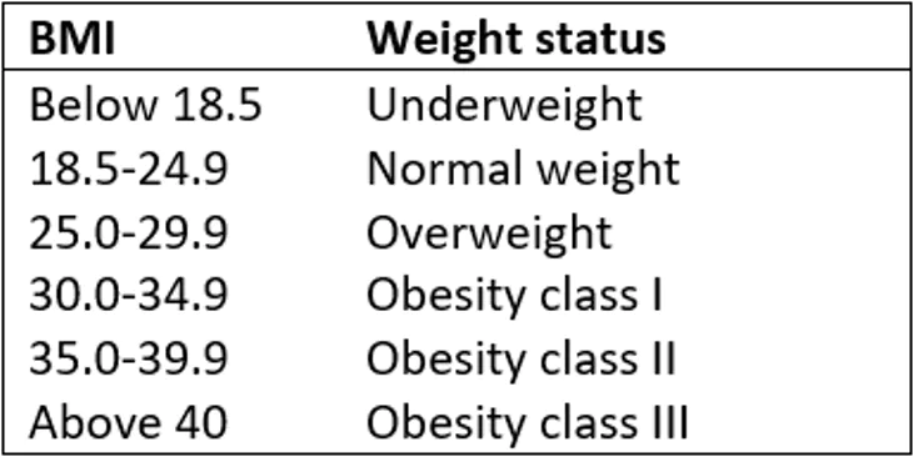 BMI Weight status
Below 18.5 Underweight
18.5-24.9 Normal weight
25.0-29.9 Overweight
30.0-34.9 Obesity class I
35.0-39.9 Obesity class II
Above 40 Obesity class III